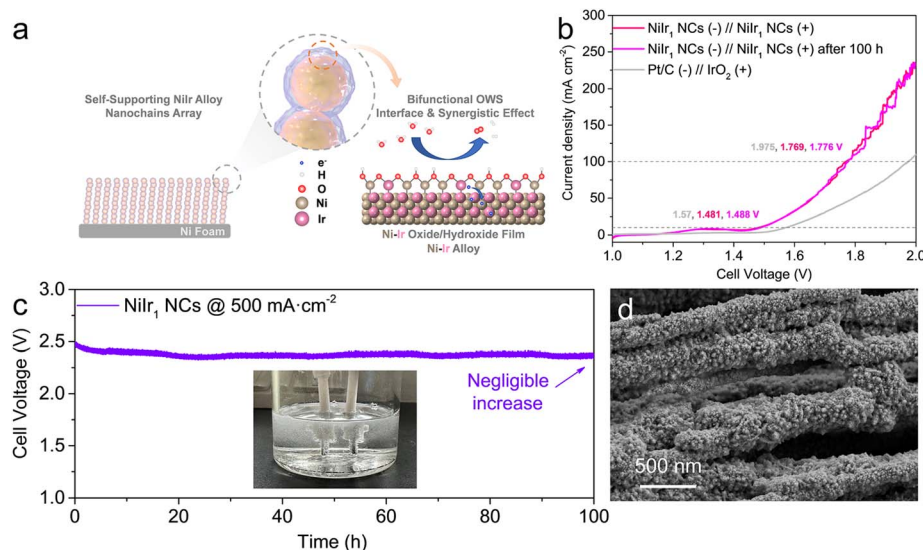 a
Self-Supporting NiIr Alloy
Nanochains Array
Ni Foam
Bifunctional OWS
Interface & Synergistic Effect
e⁻
H
O
Ni
Ir
Ni-Ir Oxide/Hydroxide Film
Ni-Ir Alloy
b
Current density (mA cm⁻²)
300
250
200
150
100
50
0
NiIr₁ NCs (-) // NiIr₁ NCs (+)
NiIr₁ NCs (-) // NiIr₁ NCs (+) after 100 h
Pt/C (-) // IrO₂ (+)
1.975, 1.769, 1.776 V
1.57, 1.481, 1.488 V
1.0 1.2 1.4 1.6 1.8 2.0
Cell Voltage (V)
c
Cell Voltage (V)
3.0
2.5
2.0
1.5
1.0
NiIr₁ NCs @ 500 mA·cm⁻²
Negligible
increase
0 20 40 60 80 100
Time (h)
d
500 nm